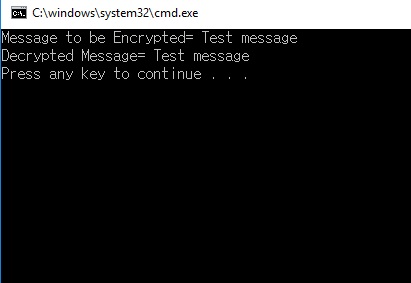 C:\windows\system32\cmd.exe
Message to be Encrypted= Test message
Decrypted Message= Test message
Press any key to continue . . .